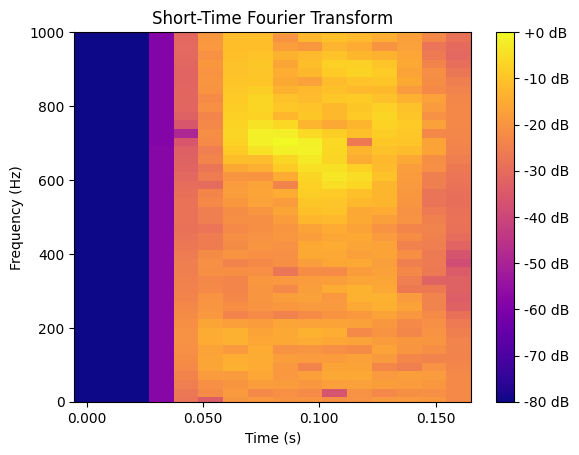 Short-Time Fourier Transform
Frequency (Hz)
1000
800
600
400
200
0
0.000
0.050
0.100
0.150
Time (s)
+0 dB
-10 dB
-20 dB
-30 dB
-40 dB
-50 dB
-60 dB
-70 dB
-80 dB